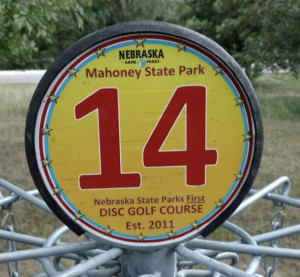 NEBRASKA
GAME PARKS
Mahoney State Park
14
Nebraska State Parks First
DISC GOLF COURSE
Est. 2011